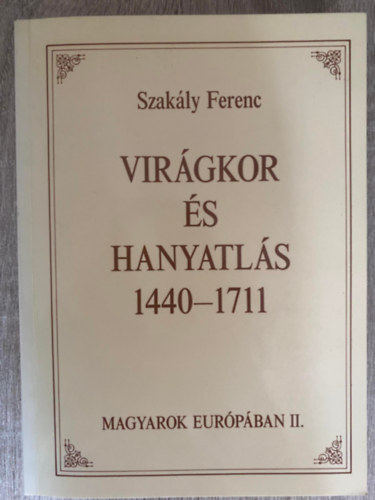 Szakály Ferenc
VIRÁGKOR
ÉS
HANYATLÁS
1440–1711
MAGYAROK EURÓPÁBAN II.